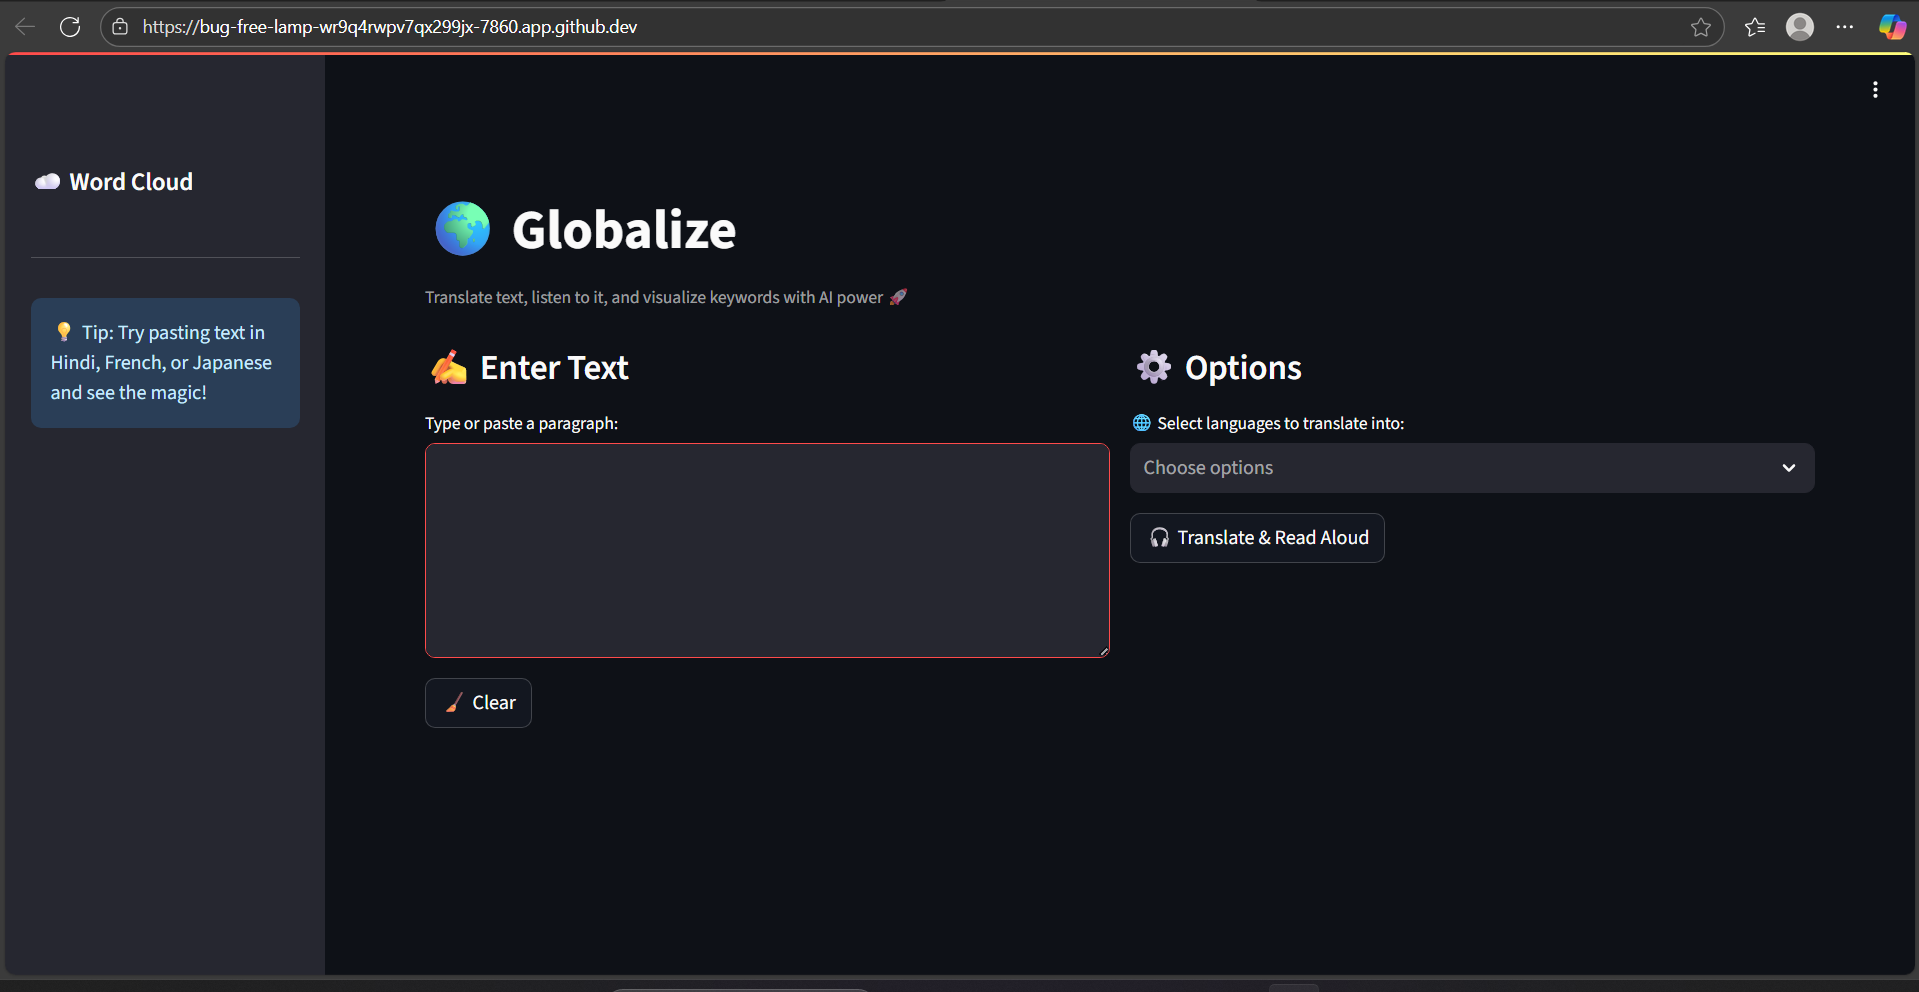 https://bug-free-lamp-wr9q4rwpv7qx299jx-7860.app.github.dev
☁️ Word Cloud
💡 Tip: Try pasting text in
Hindi, French, or Japanese
and see the magic!
🌍 Globalize
Translate text, listen to it, and visualize keywords with AI power 🚀
✍️ Enter Text
Type or paste a paragraph:
🧹 Clear
⚙️ Options
🌐 Select languages to translate into:
Choose options
🎧 Translate & Read Aloud